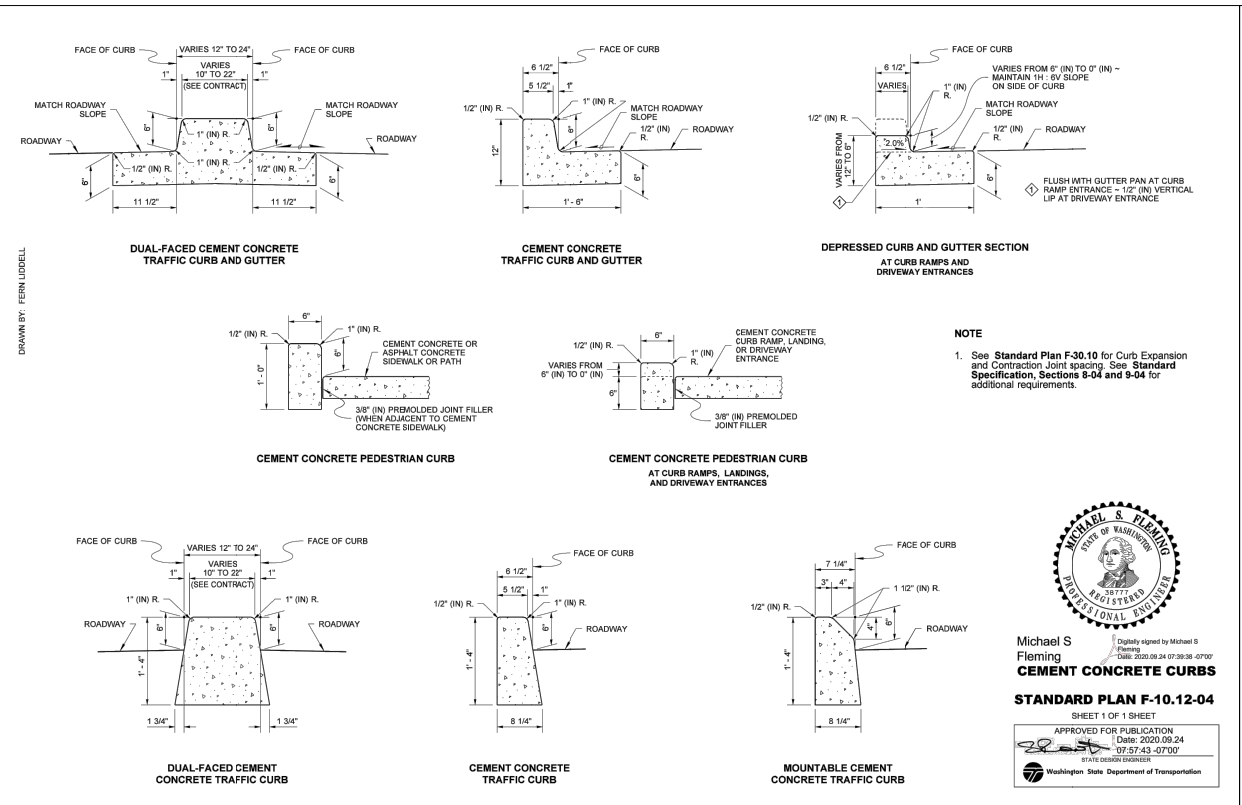 FACE OF CURB
VARIES 12" TO 24"
FACE OF CURB
VARIES
10" TO 22"
(SEE CONTRACT)
1"
1"
MATCH ROADWAY
SLOPE
MATCH ROADWAY
SLOPE
ROADWAY
ROADWAY
6"
6"
1" (IN) R.
1" (IN) R.
1/2" (IN) R.
1/2" (IN) R.
6"
6"
11 1/2"
11 1/2"
DUAL-FACED CEMENT CONCRETE
TRAFFIC CURB AND GUTTER
FACE OF CURB
6 1/2"
5 1/2"
1"
1/2" (IN) R.
1" (IN) R.
MATCH ROADWAY
SLOPE
1/2" (IN)
R.
ROADWAY
6"
12"
6"
1' - 6"
CEMENT CONCRETE
TRAFFIC CURB AND GUTTER
FACE OF CURB
6 1/2"
VARIES
VARIES FROM 6" (IN) TO 0" (IN) ~
MAINTAIN 1H : 6V SLOPE
ON SIDE OF CURB
1" (IN)
R.
MATCH ROADWAY
SLOPE
1/2" (IN) R.
1/2" (IN)
R.
ROADWAY
2.0%
VARIES FROM
12" TO 6"
6"
1
1'
1
FLUSH WITH GUTTER PAN AT CURB
RAMP ENTRANCE ~ 1/2" (IN) VERTICAL
LIP AT DRIVEWAY ENTRANCE
DEPRESSED CURB AND GUTTER SECTION
AT CURB RAMPS AND
DRIVEWAY ENTRANCES
DRAWN BY: FERN LIDDELL
6"
1/2" (IN) R.
1" (IN) R.
CEMENT CONCRETE OR
ASPHALT CONCRETE
SIDEWALK OR PATH
6"
1' - 0"
3/8" (IN) PREMOLDED JOINT FILLER
(WHEN ADJACENT TO CEMENT
CONCRETE SIDEWALK)
CEMENT CONCRETE PEDESTRIAN CURB
6"
1/2" (IN) R.
1" (IN)
R.
CEMENT CONCRETE
CURB RAMP, LANDING,
OR DRIVEWAY
ENTRANCE
VARIES FROM
6" (IN) TO 0" (IN)
6"
3/8" (IN) PREMOLDED
JOINT FILLER
CEMENT CONCRETE PEDESTRIAN CURB
AT CURB RAMPS, LANDINGS,
AND DRIVEWAY ENTRANCES
NOTE
1. See Standard Plan F-30.10 for Curb Expansion
and Contraction Joint spacing. See Standard
Specification, Sections 8-04 and 9-04 for
additional requirements.
FACE OF CURB
VARIES 12" TO 24"
FACE OF CURB
VARIES
10" TO 22"
(SEE CONTRACT)
1"
1"
1" (IN) R.
1" (IN) R.
ROADWAY
ROADWAY
6"
6"
1' - 4"
1 3/4"
1 3/4"
DUAL-FACED CEMENT
CONCRETE TRAFFIC CURB
FACE OF CURB
6 1/2"
5 1/2"
1"
1/2" (IN) R.
1" (IN) R.
ROADWAY
6"
1' - 4"
8 1/4"
CEMENT CONCRETE
TRAFFIC CURB
FACE OF CURB
7 1/4"
3"
4"
1 1/2" (IN) R.
1/2" (IN) R.
4"
6"
ROADWAY
1' - 4"
8 1/4"
MOUNTABLE CEMENT
CONCRETE TRAFFIC CURB
MICHAEL S. FLEMING
STATE OF WASHINGTON
38777
REGISTERED
PROFESSIONAL ENGINEER
Michael S
Fleming
Digitally signed by Michael S
Fleming
Date: 2020.09.24 07:39:38 -07'00'
CEMENT CONCRETE CURBS
STANDARD PLAN F-10.12-04
SHEET 1 OF 1 SHEET
APPROVED FOR PUBLICATION
Date: 2020.09.24
07:57:43 -07'00'
STATE DESIGN ENGINEER
Washington State Department of Transportation